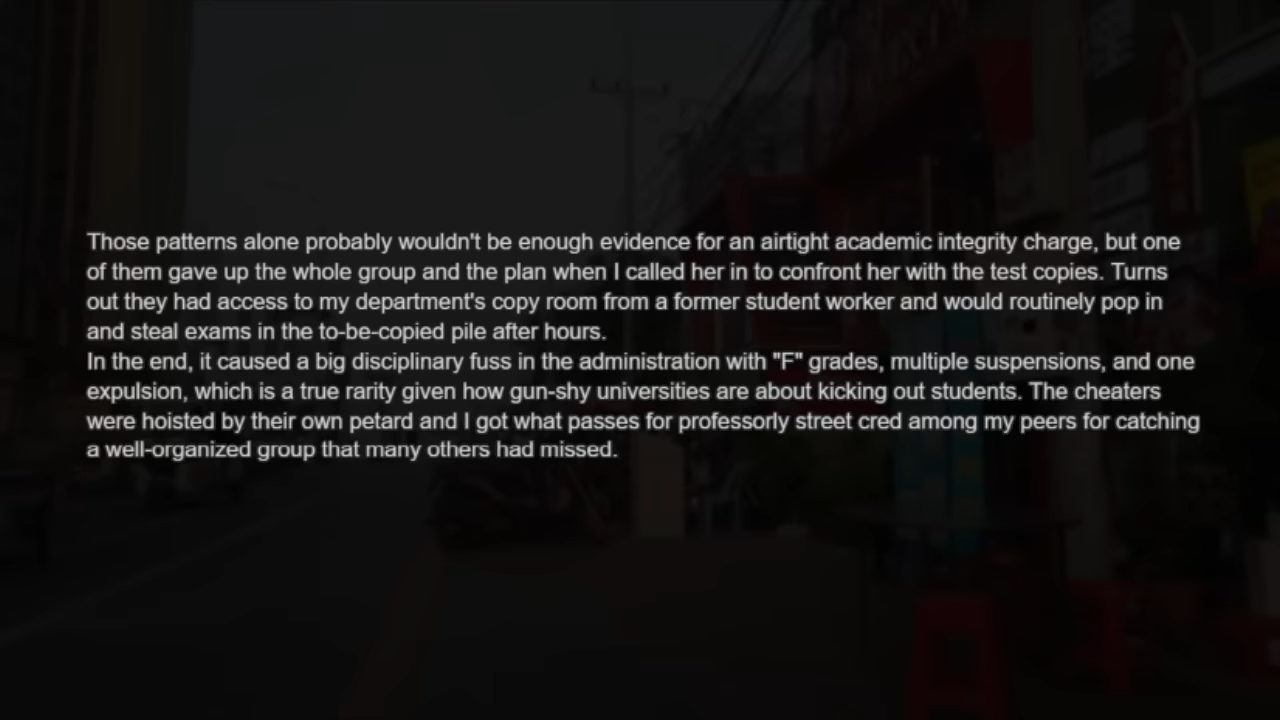 Those patterns alone probably wouldn't be enough evidence for an airtight academic integrity charge, but one
of them gave up the whole group and the plan when I called her in to confront her with the test copies. Turns
out they had access to my department's copy room from a former student worker and would routinely pop in
and steal exams in the to-be-copied pile after hours.
In the end, it caused a big disciplinary fuss in the administration with "F" grades, multiple suspensions, and one
expulsion, which is a true rarity given how gun-shy universities are about kicking out students. The cheaters
were hoisted by their own petard and I got what passes for professorly street cred among my peers for catching
a well-organized group that many others had missed.